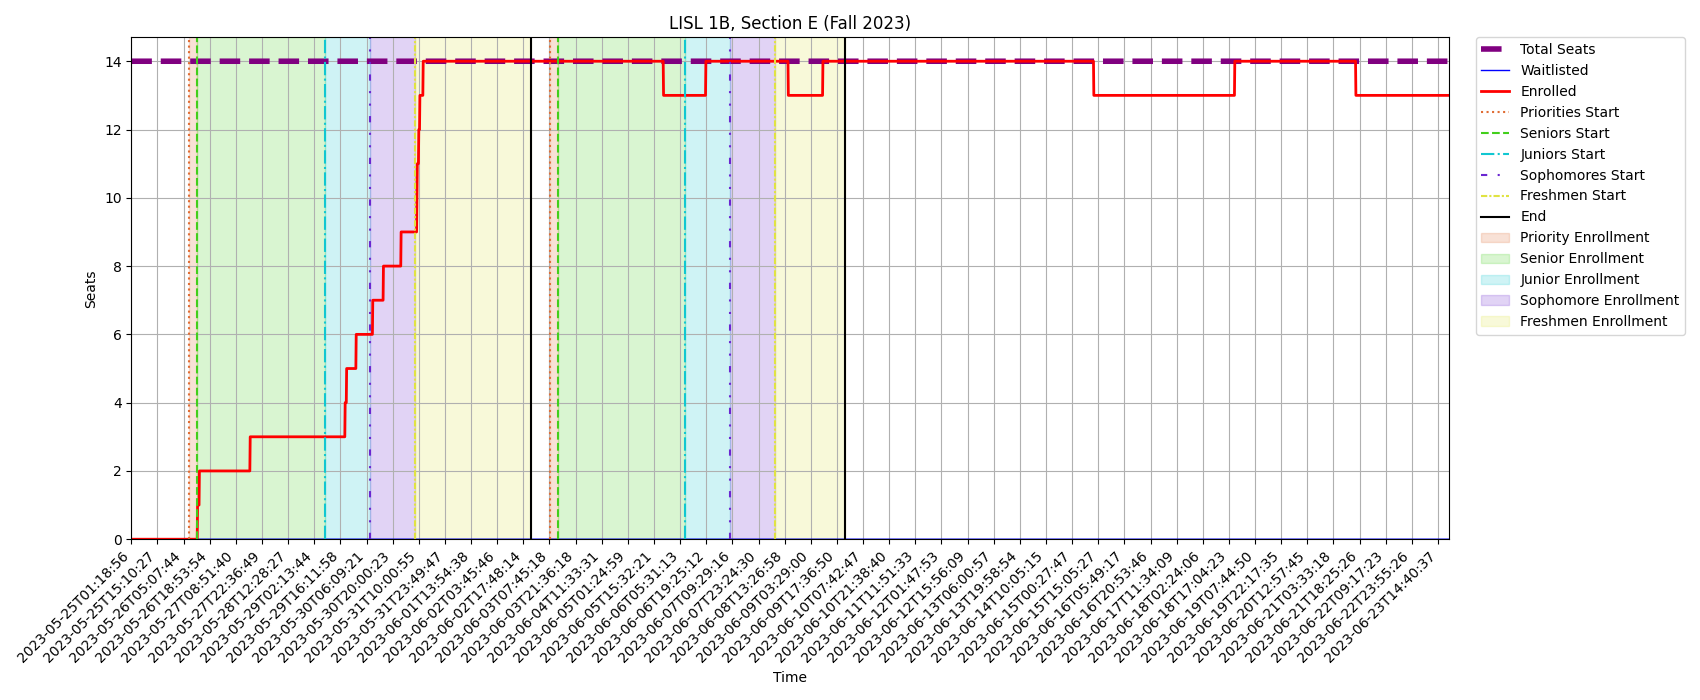 LISL 1B, Section E (Fall 2023)
Total Seats
Waitlisted
Enrolled
Priorities Start
Seniors Start
Juniors Start
Sophomores Start
Freshmen Start
End
Priority Enrollment
Senior Enrollment
Junior Enrollment
Sophomore Enrollment
Freshmen Enrollment
Seats
14
12
10
8
6
4
2
0
2023-05-25T01:18:56
2023-05-25T15:10:27
2023-05-26T05:07:44
2023-05-26T18:53:54
2023-05-27T08:51:40
2023-05-27T22:36:49
2023-05-28T12:28:27
2023-05-29T02:13:44
2023-05-29T16:11:58
2023-05-30T06:09:21
2023-05-30T20:00:23
2023-05-31T10:00:55
2023-05-31T23:49:47
2023-06-01T13:54:38
2023-06-02T03:45:46
2023-06-02T17:48:14
2023-06-03T07:45:18
2023-06-03T21:36:18
2023-06-04T11:33:31
2023-06-05T01:24:59
2023-06-05T15:32:21
2023-06-06T05:31:13
2023-06-06T19:25:12
2023-06-07T09:29:16
2023-06-07T23:24:30
2023-06-08T13:26:58
2023-06-09T03:29:00
2023-06-09T17:36:50
2023-06-10T07:42:47
2023-06-10T21:38:40
2023-06-11T11:51:33
2023-06-12T01:47:53
2023-06-12T15:56:09
2023-06-13T06:00:57
2023-06-13T19:58:54
2023-06-14T10:05:15
2023-06-15T00:27:47
2023-06-15T15:05:27
2023-06-16T05:49:17
2023-06-16T20:53:46
2023-06-17T11:34:09
2023-06-18T02:24:06
2023-06-18T17:04:23
2023-06-19T07:44:50
2023-06-19T22:17:35
2023-06-20T12:57:45
2023-06-21T03:33:18
2023-06-21T18:25:26
2023-06-22T09:17:23
2023-06-22T23:55:26
2023-06-23T14:40:37
Time